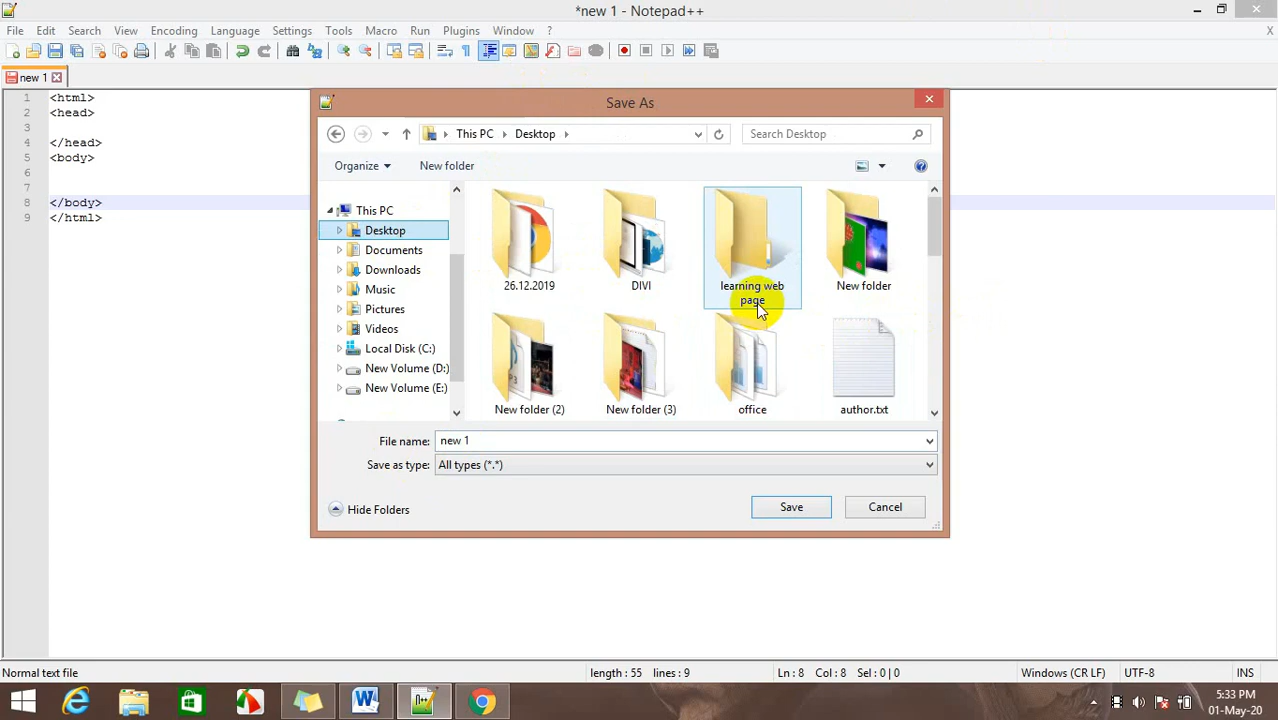 *new 1 - Notepad++
File Edit Search View Encoding Language Settings Tools Macro Run Plugins Window ? X
new 1
1 <html>
2 <head>
3
4 </head>
5 <body>
6
7
8 </body>
9 </html>
Save As
This PC Desktop
Search Desktop
Organize New folder
This PC
Desktop
Documents
Downloads
Music
Pictures
Videos
Local Disk (C:)
New Volume (D:)
New Volume (E:)
26.12.2019
DIVI
learning web
page
New folder
New folder (2)
New folder (3)
office
author.txt
File name: new 1
Save as type: All types (*.*)
Hide Folders
Save Cancel
Normal text file length : 55 lines : 9 Ln : 8 Col : 8 Sel : 0 | 0 Windows (CR LF) UTF-8 INS
5:33 PM
01-May-20